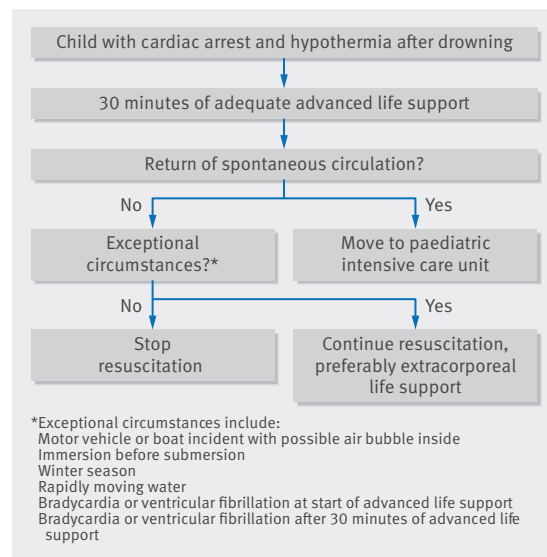 Child with cardiac arrest and hypothermia after drowning
30 minutes of adequate advanced life support
Return of spontaneous circulation?
No
Yes
Exceptional
circumstances?*
Move to paediatric
intensive care unit
No
Yes
Stop
resuscitation
Continue resuscitation,
preferably extracorporeal
life support
*Exceptional circumstances include:
Motor vehicle or boat incident with possible air bubble inside
Immersion before submersion
Winter season
Rapidly moving water
Bradycardia or ventricular fibrillation at start of advanced life support
Bradycardia or ventricular fibrillation after 30 minutes of advanced life
support